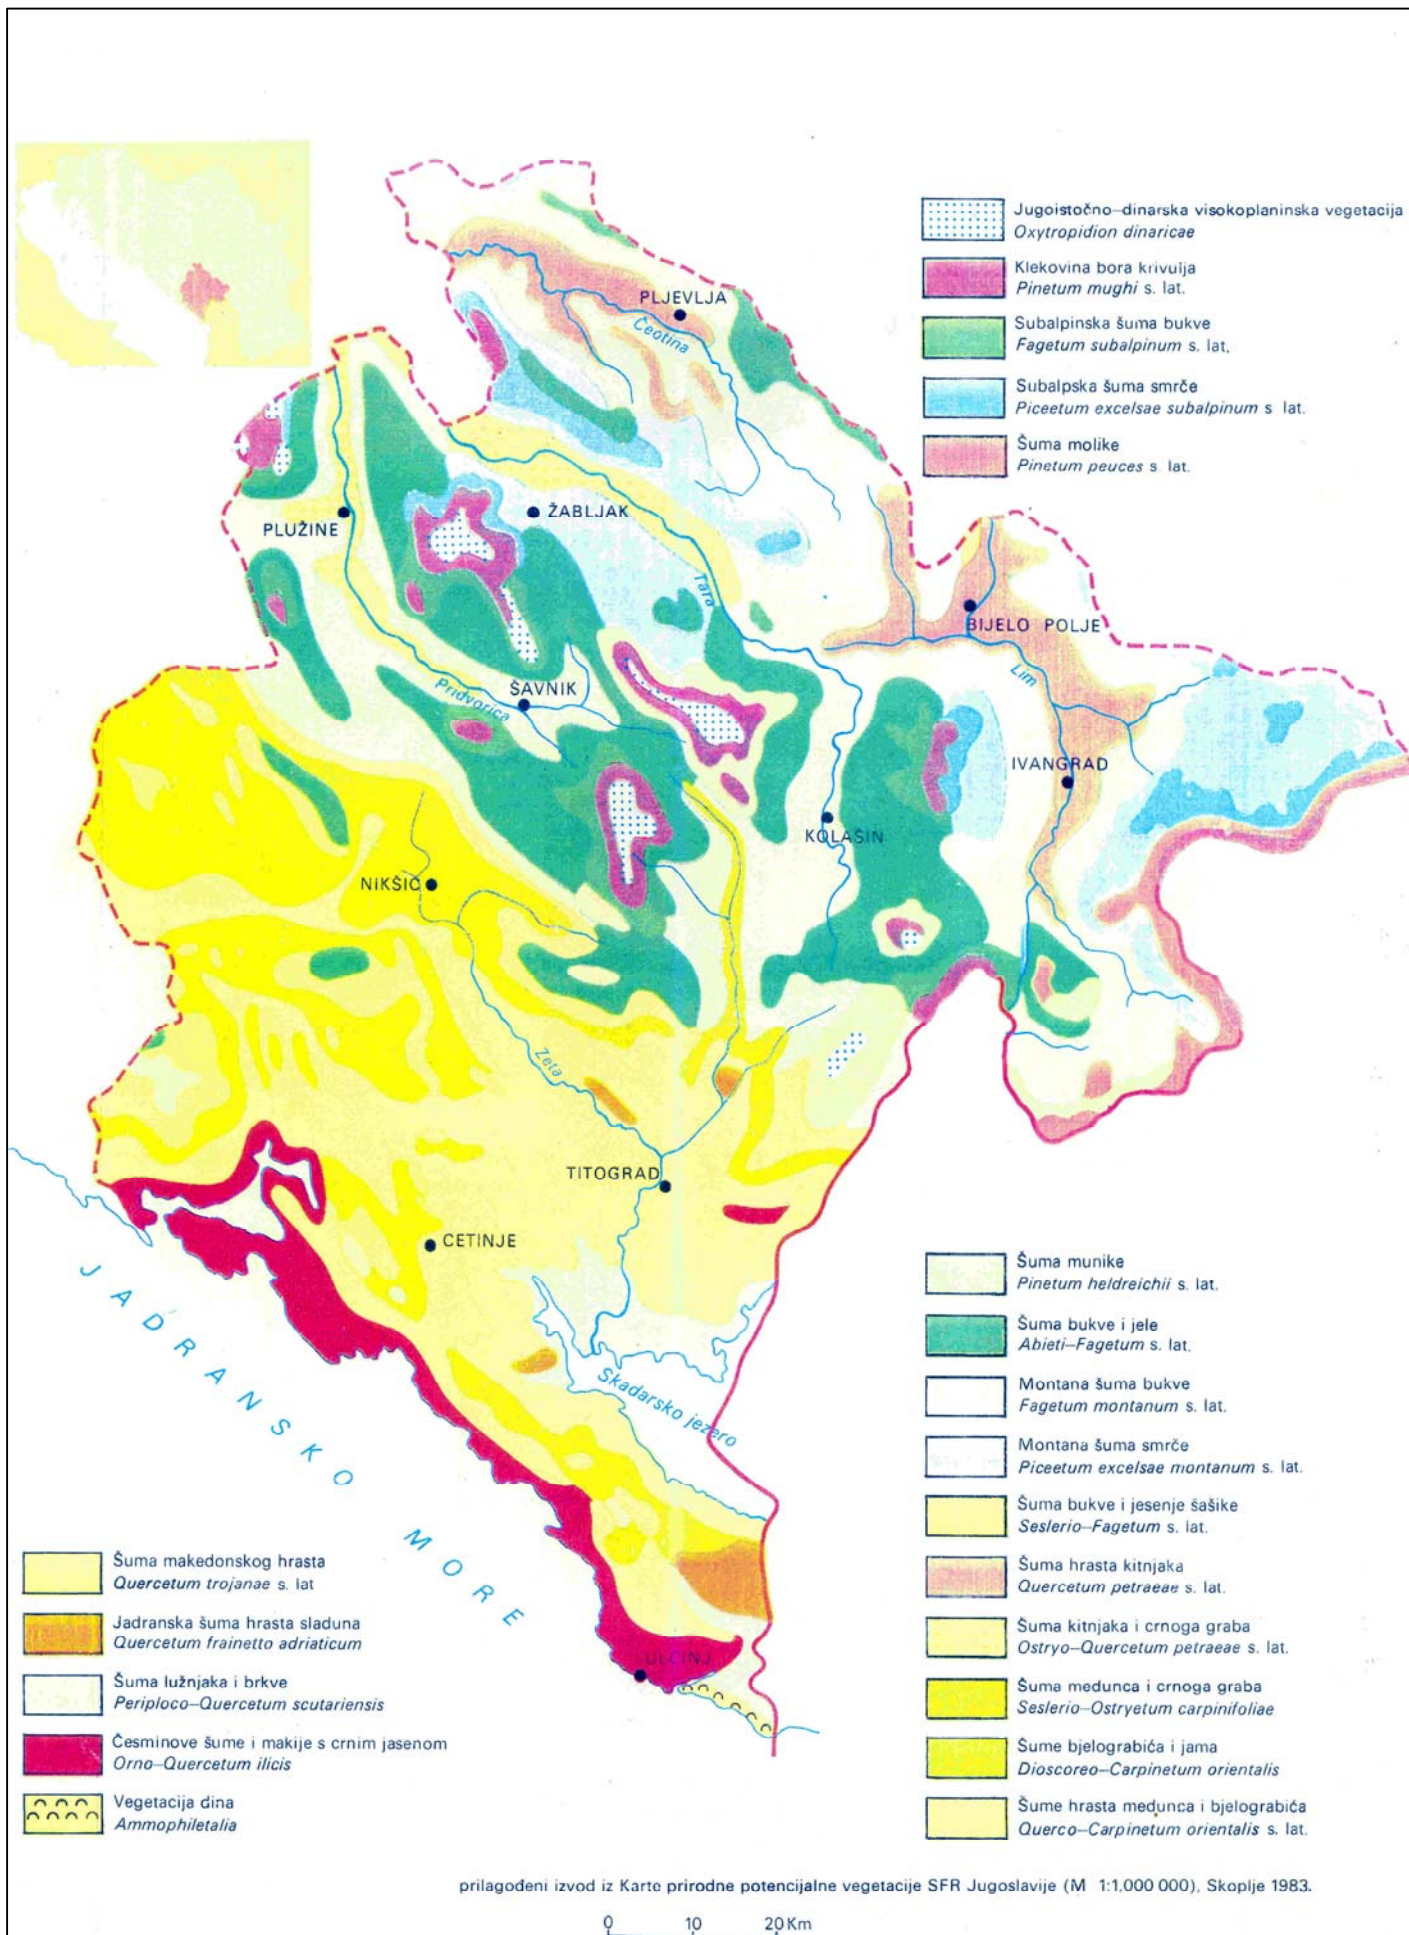 Jugoistočno–dinarska visokoplaninska vegetacija
Oxytropidion dinaricae
Klekovina bora krivulja
Pinetum mughi s. lat.
Subalpinska šuma bukve
Fagetum subalpinum s. lat.
Subalpska šuma smrče
Piceetum excelsae subalpinum s lat.
Šuma molike
Pinetum peuces s. lat.
PLJEVLJA
Ćeotina
PLUŽINE
ŽABLJAK
Tara
BIJELO POLJE
Lim
Pridvorica
ŠAVNIK
IVANGRAD
KOLAŠIN
NIKŠIĆ
Zeta
TITOGRAD
CETINJE
JADRANSKO MORE
Skadarsko jezero
ULCINJ
Šuma munike
Pinetum heldreichii s. lat.
Šuma bukve i jele
Abieti–Fagetum s. lat.
Montana šuma bukve
Fagetum montanum s. lat.
Montana šuma smrče
Piceetum excelsae montanum s. lat.
Šuma bukve i jesenje šašike
Seslerio–Fagetum s. lat.
Šuma hrasta kitnjaka
Quercetum petraeae s. lat.
Šuma kitnjaka i crnoga graba
Ostryo–Quercetum petraeae s. lat.
Šuma medunca i crnoga graba
Seslerio–Ostryetum carpinifoliae
Šume bjelograbića i jama
Dioscoreo–Carpinetum orientalis
Šume hrasta medunca i bjelograbića
Querco–Carpinetum orientalis s. lat.
Šuma makedonskog hrasta
Quercetum trojanae s. lat
Jadranska šuma hrasta sladuna
Quercetum frainetto adriaticum
Šuma lužnjaka i brkve
Periploco–Quercetum scutariensis
Česminove šume i makije s crnim jasenom
Orno–Quercetum ilicis
Vegetacija dina
Ammophiletalia
prilagođeni izvod iz Karte prirodne potencijalne vegetacije SFR Jugoslavije (M 1:1,000 000), Skoplje 1983.
0 10 20 Km